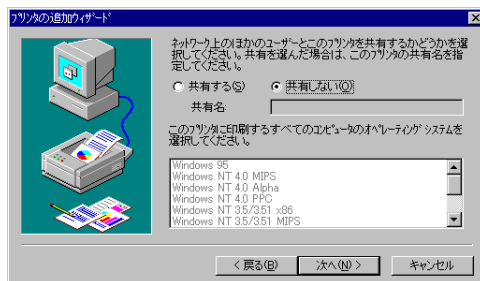 プリンタの追加ウィザード
ネットワーク上のほかのユーザーとこのプリンタを共有するかどうかを選
択してください。共有を選んだ場合は、このプリンタの共有名を指
定してください。
共有する(S) 共有しない(O)
共有名:
このプリンタに印刷するすべてのコンピュータのオペレーティング システムを
選択してください。
Windows 95
Windows NT 4.0 MIPS
Windows NT 4.0 Alpha
Windows NT 4.0 PPC
Windows NT 3.5/3.51 x86
Windows NT 3.5/3.51 MIPS
< 戻る(B) 次へ(N) > キャンセル